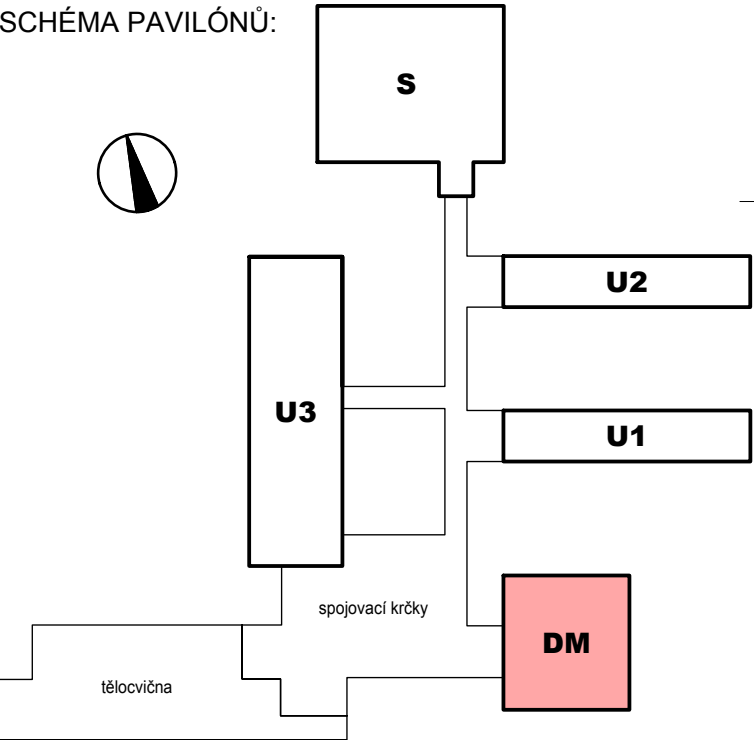 SCHÉMA PAVILÓNŮ:
S
U2
U3
U1
spojovací krčky
DM
tělocvična